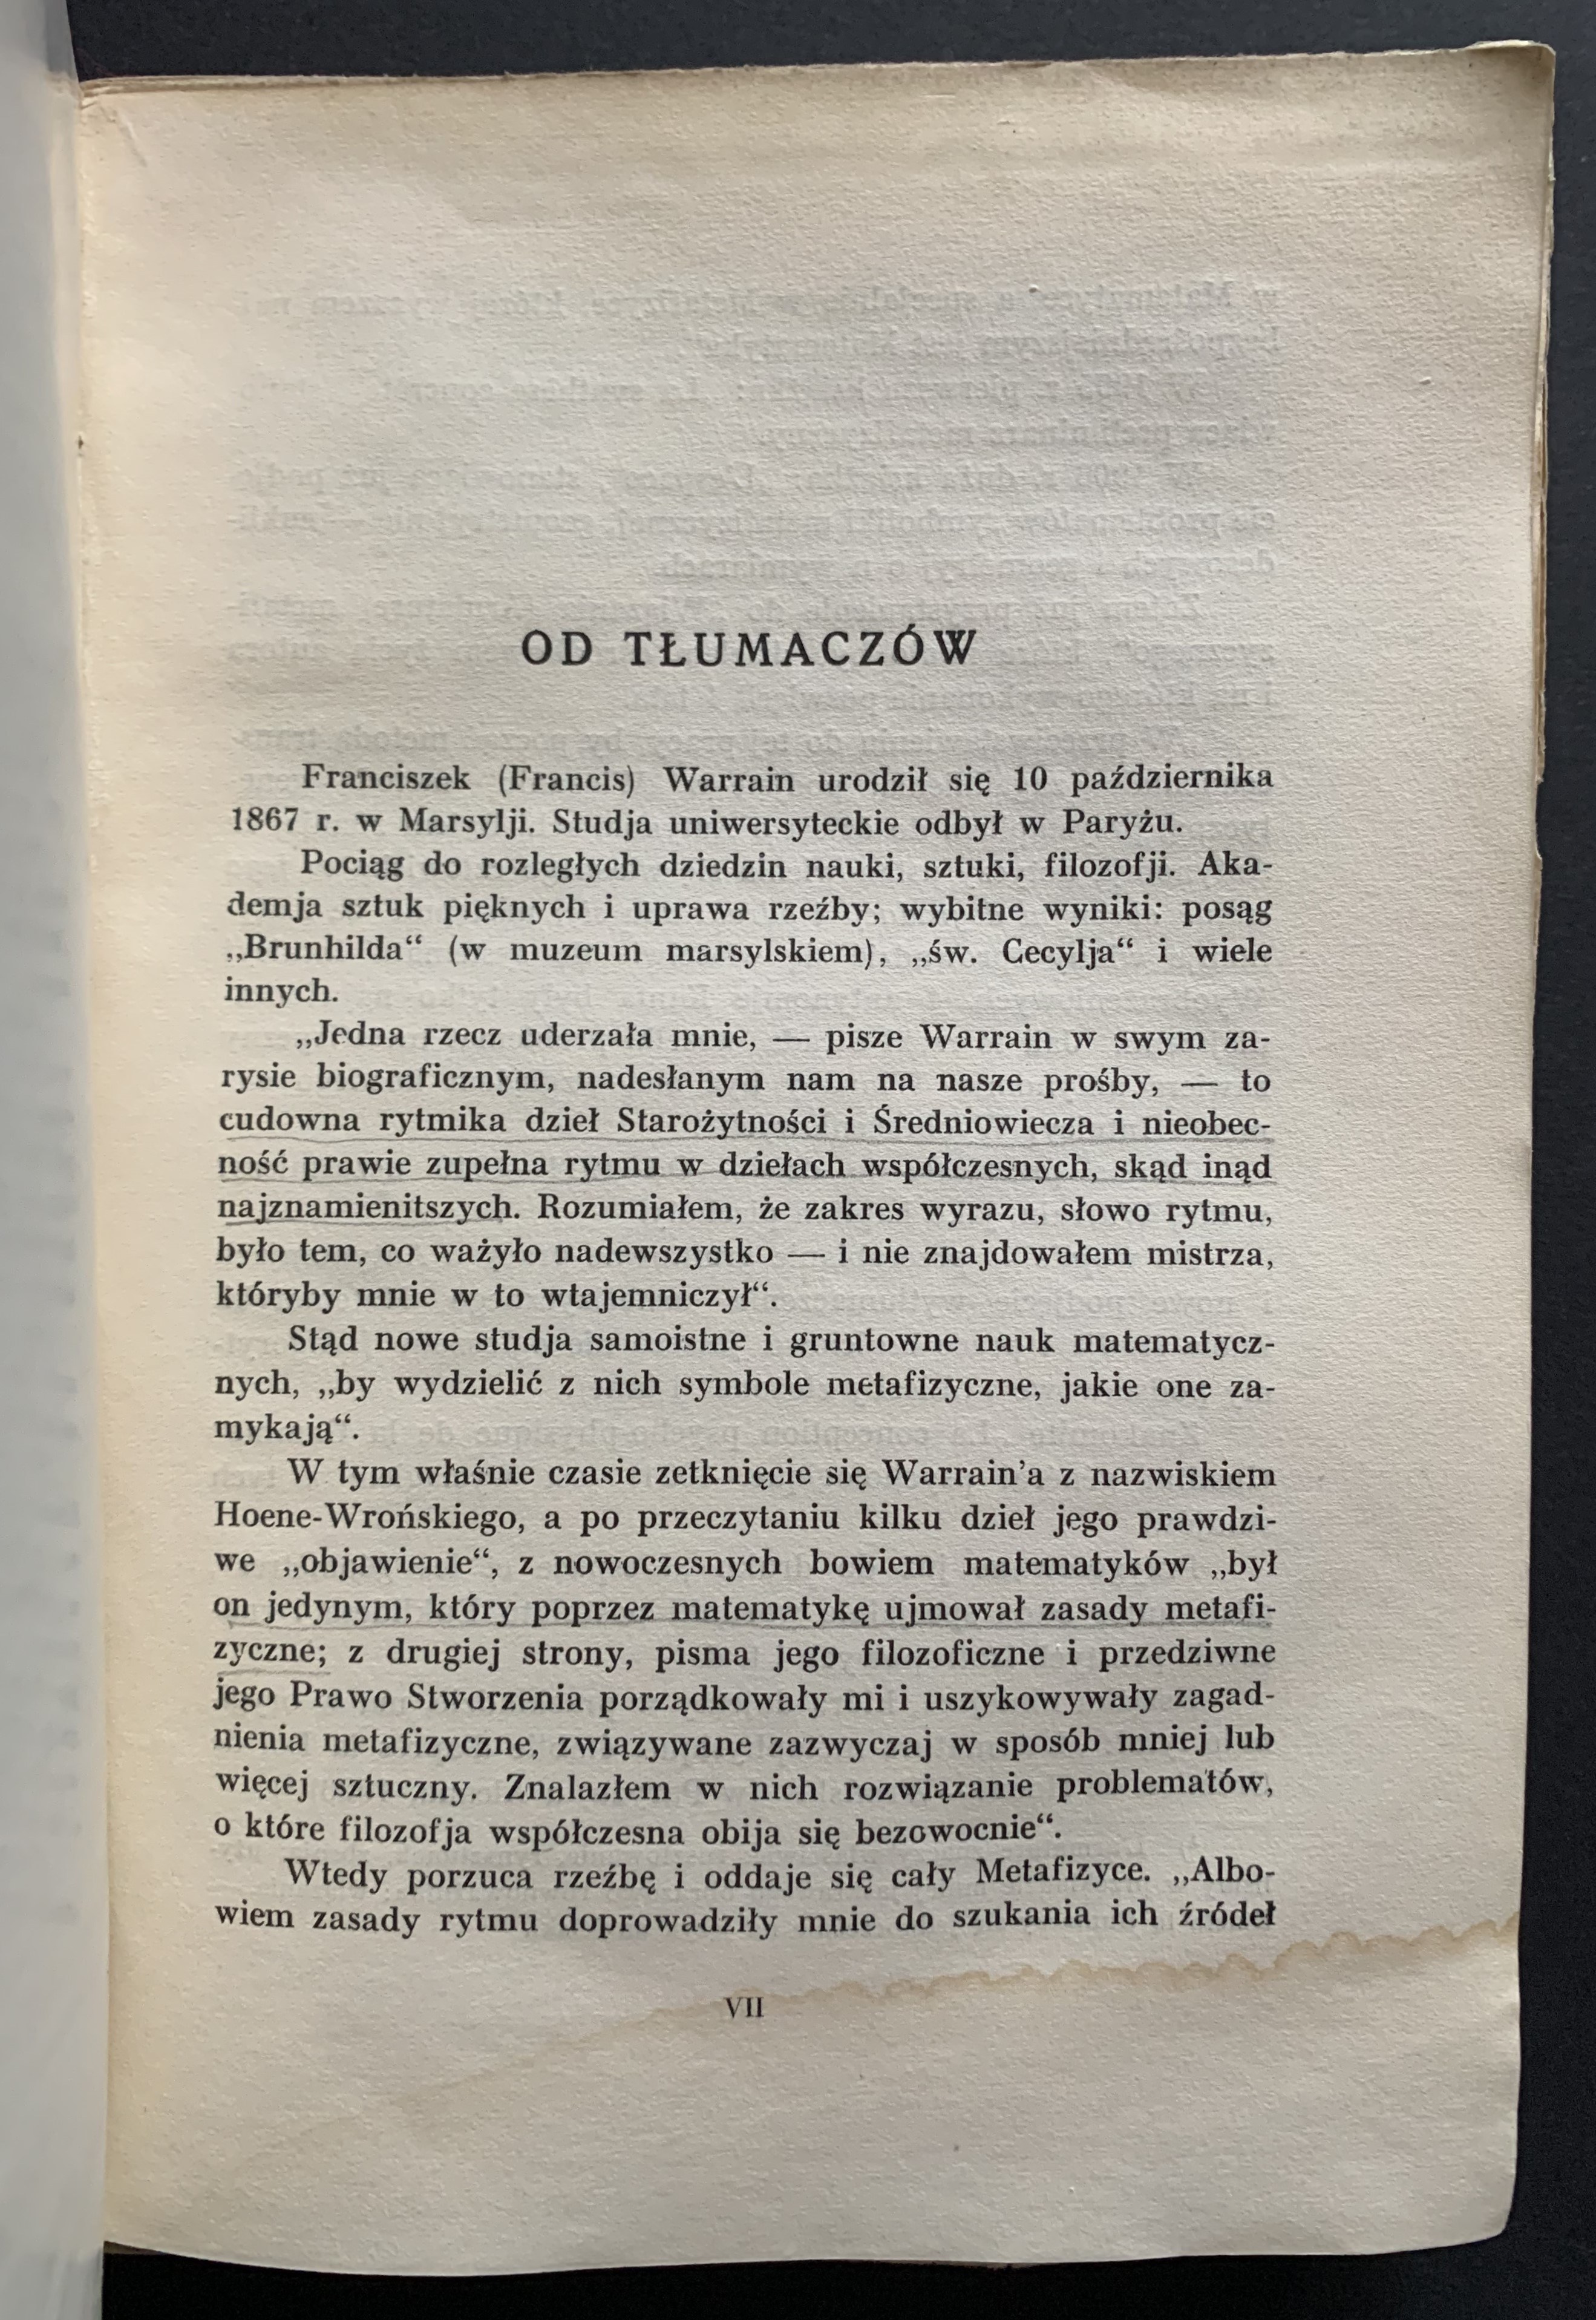 OD TŁUMACZÓW
Franciszek (Francis) Warrain urodził się 10 października
1867 r. w Marsylji. Studja uniwersyteckie odbył w Paryżu.
Pociąg do rozległych dziedzin nauki, sztuki, filozofji. Aka-
demja sztuk pięknych i uprawa rzeźby; wybitne wyniki: posąg
„Brunhilda“ (w muzeum marsylskiem), „św. Cecylja“ i wiele
innych.
„Jedna rzecz uderzała mnie, — pisze Warrain w swym za-
rysie biograficznym, nadesłanym nam na nasze prośby, — to
cudowna rytmika dzieł Starożytności i Średniowiecza i nieobec-
ność prawie zupełna rytmu w dziełach współczesnych, skąd inąd
najznamienitszych. Rozumiałem, że zakres wyrazu, słowo rytmu,
było tem, co ważyło nadewszystko — i nie znajdowałem mistrza,
któryby mnie w to wtajemniczył“.
Stąd nowe studja samoistne i gruntowne nauk matematycz-
nych, „by wydzielić z nich symbole metafizyczne, jakie one za-
mykają“.
W tym właśnie czasie zetknięcie się Warrain’a z nazwiskiem
Hoene-Wrońskiego, a po przeczytaniu kilku dzieł jego prawdzi-
we „objawienie“, z nowoczesnych bowiem matematyków „był
on jedynym, który poprzez matematykę ujmował zasady metafi-
zyczne; z drugiej strony, pisma jego filozoficzne i przedziwne
jego Prawo Stworzenia porządkowały mi i uszykowywały zagad-
nienia metafizyczne, związywane zazwyczaj w sposób mniej lub
więcej sztuczny. Znalazłem w nich rozwiązanie problematów,
o które filozofja współczesna obija się bezowocnie“.
Wtedy porzuca rzeźbę i oddaje się cały Metafizyce. „Albo-
wiem zasady rytmu doprowadziły mnie do szukania ich źródeł
VII